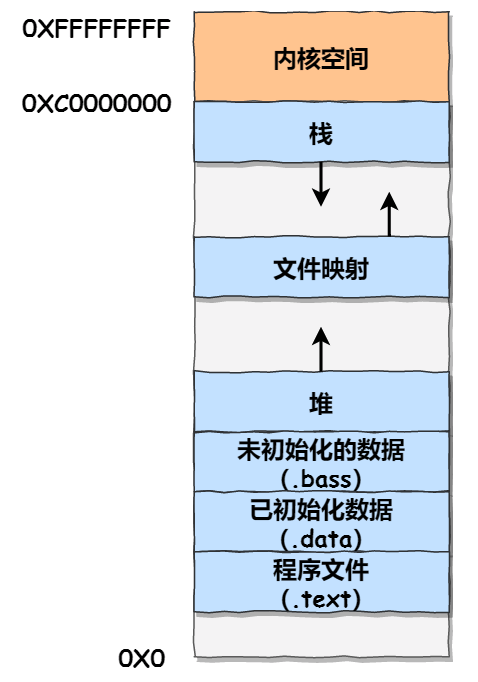 0XFFFFFFFF
内核空间
0XC0000000
栈
文件映射
堆
未初始化的数据
（.bass）
已初始化数据
（.data）
程序文件
（.text）
0X0